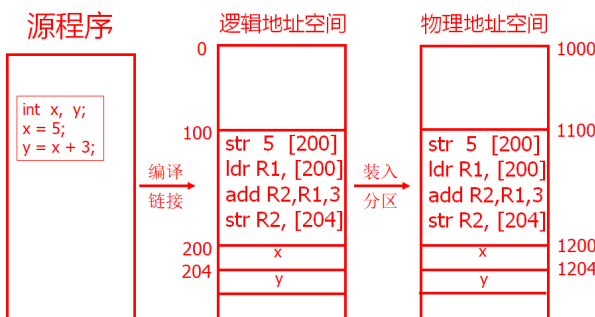 源程序
int x, y;
x = 5;
y = x + 3;
编译
链接
逻辑地址空间
0
100
str 5 [200]
ldr R1, [200]
add R2,R1,3
str R2, [204]
200
x
204
y
装入
分区
物理地址空间
1000
1100
str 5 [200]
ldr R1, [200]
add R2,R1,3
str R2, [204]
1200
x
1204
y